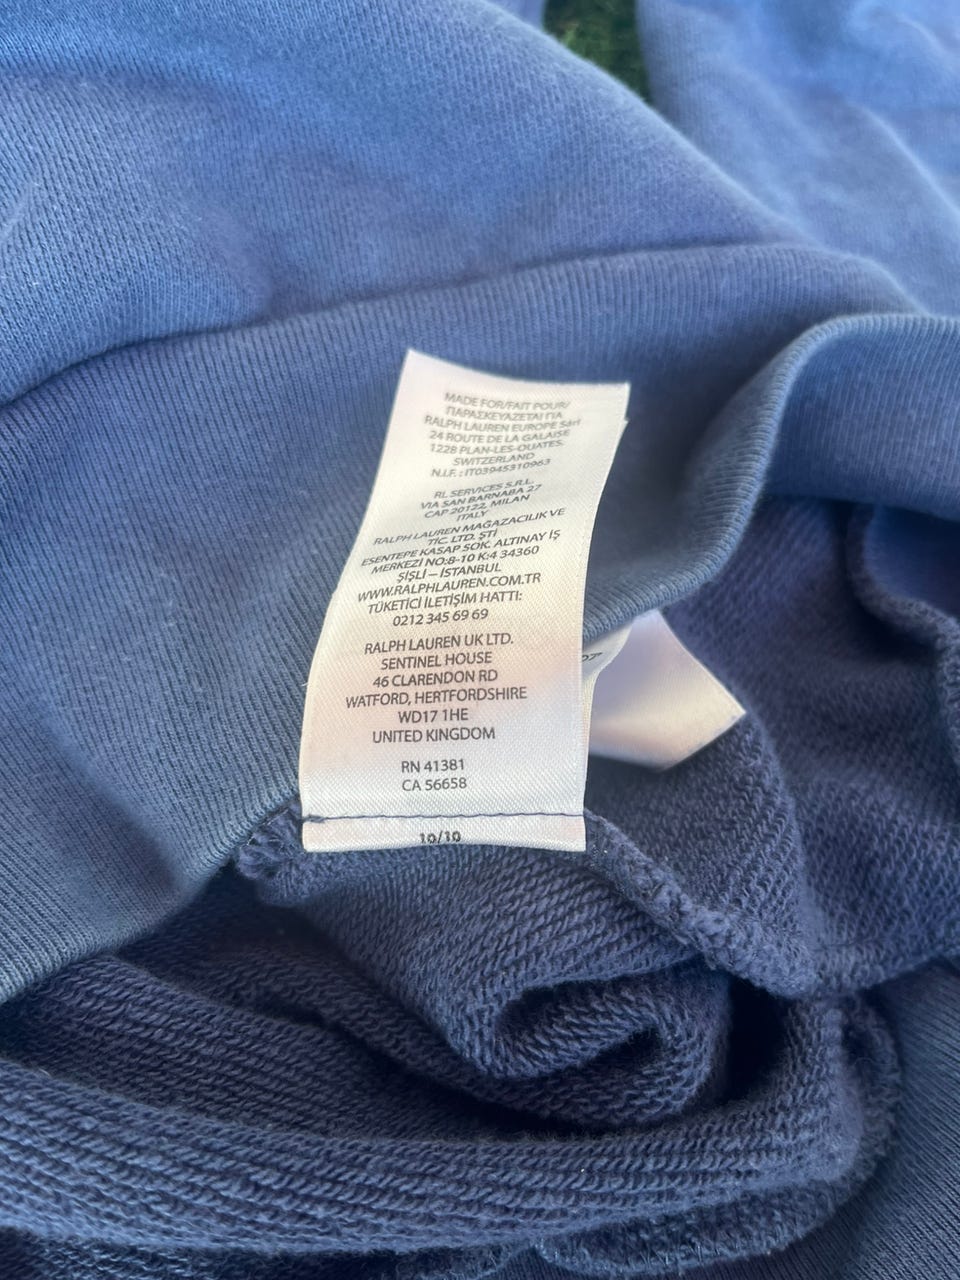 MADE FOR/FAIT POUR/
ΠΑΡΑΣΚΕΥΑΖΕΤΑΙ ΓΙΑ
RALPH LAUREN EUROPE Sàrl
24 ROUTE DE LA GALAISE
1228 PLAN-LES-OUATES.
SWITZERLAND
N.I.F. : IT03945310963
RL SERVICES S.R.L.
VIA SAN BARNABA 27
CAP 20122, MILAN
ITALY
RALPH LAUREN MAĞAZACILIK VE
TİC. LTD. ŞTİ
ESENTEPE KASAP SOK. ALTINAY İŞ
MERKEZİ NO:8-10 K:4 34360
ŞİŞLİ – İSTANBUL
WWW.RALPHLAUREN.COM.TR
TÜKETİCİ İLETİŞİM HATTI:
0212 345 69 69
RALPH LAUREN UK LTD.
SENTINEL HOUSE
46 CLARENDON RD
WATFORD, HERTFORDSHIRE
WD17 1HE
UNITED KINGDOM
RN 41381
CA 56658
10/10